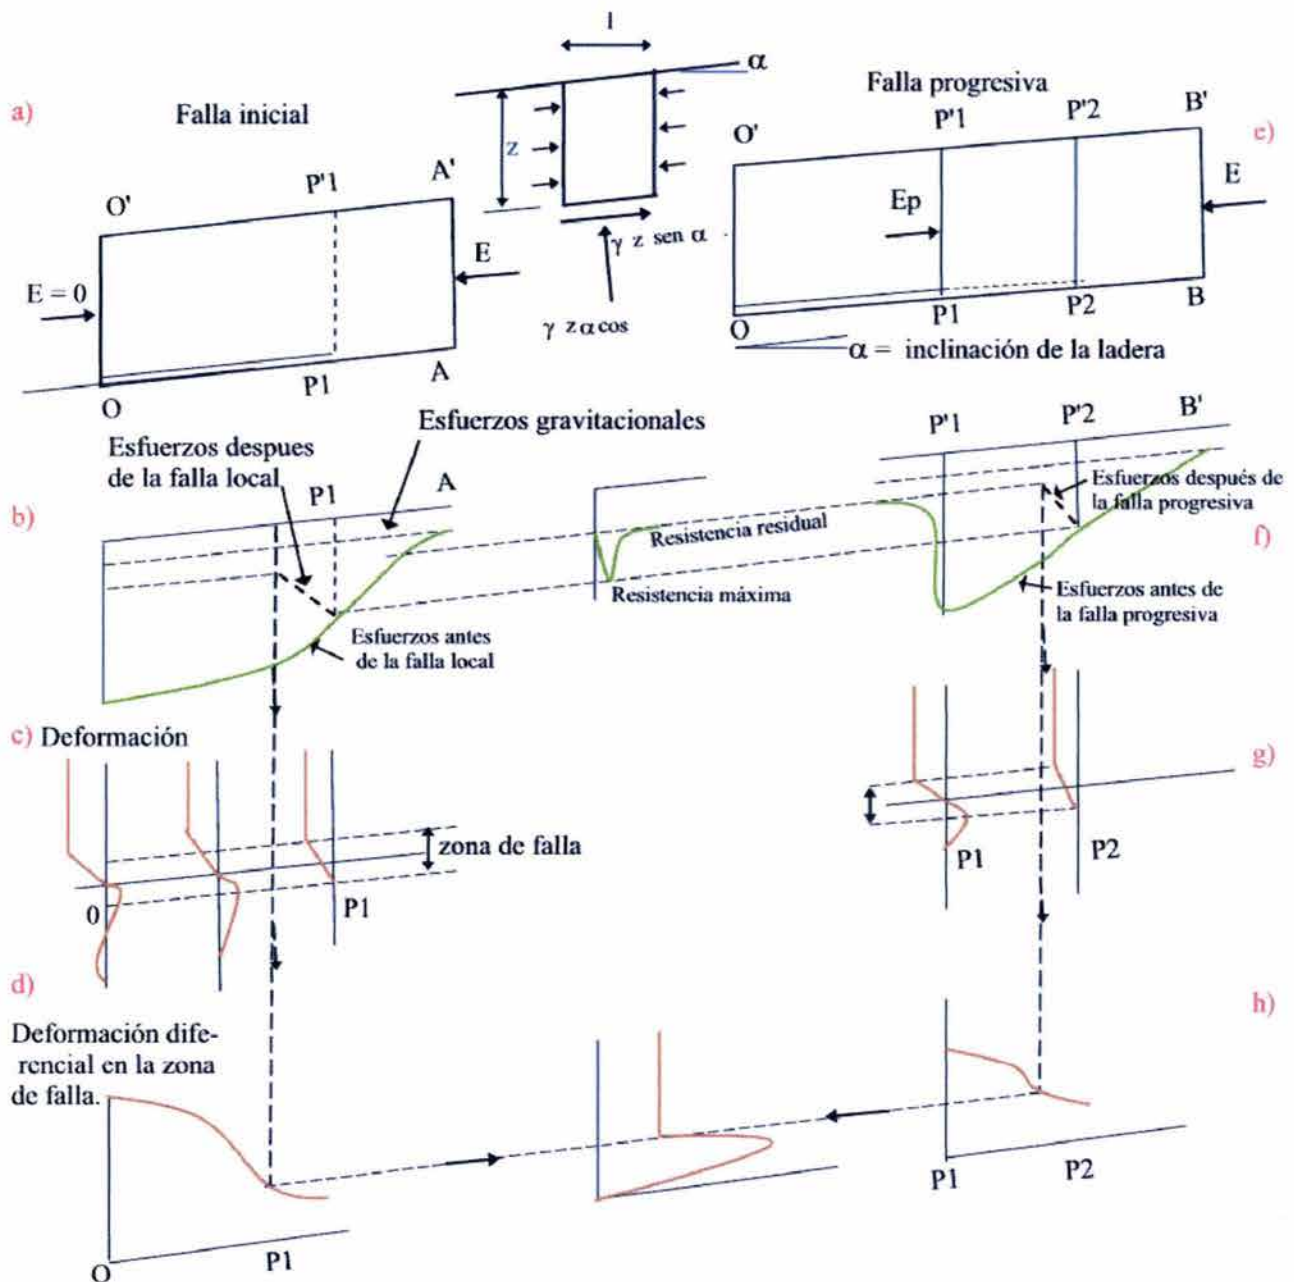 a)
Falla inicial
O'
P'1
A'
E = 0
E
O
P1
A
1
α
z
γ z sen α
γ z α cos
Falla progresiva
e)
O'
P'1
P'2
B'
Ep
E
O
P1
P2
B
α = inclinación de la ladera
b)
Esfuerzos despues
de la falla local
Esfuerzos gravitacionales
P1
A
Esfuerzos antes
de la falla local
Resistencia residual
Resistencia máxima
P'1
P'2
B'
Esfuerzos después de
la falla progresiva
f)
Esfuerzos antes de
la falla progresiva
c) Deformación
zona de falla
0
P1
g)
P1
P2
d)
Deformación dife-
rencial en la zona
de falla.
O
P1
h)
P1
P2